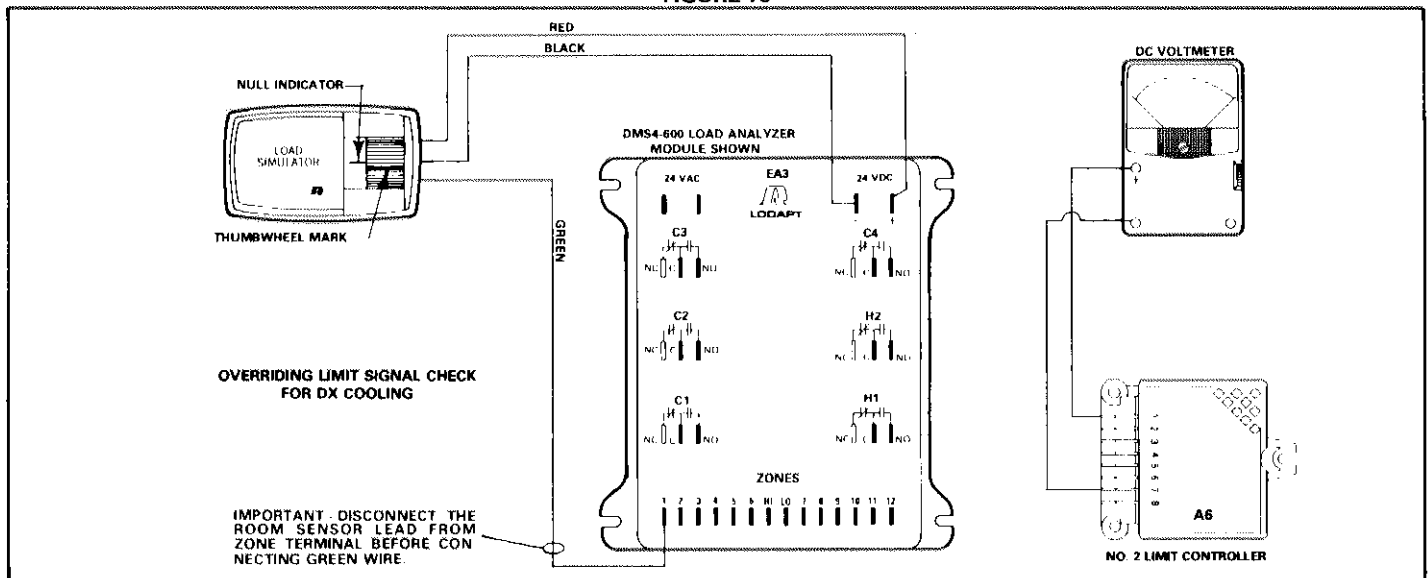 RED
BLACK
NULL INDICATOR
LOAD
SIMULATOR
THUMBWHEEL MARK
GREEN
DMS4-600 LOAD ANALYZER
MODULE SHOWN
24 VAC
EA3
24 VDC
LODAPT
- +
C3
C4
NC C NO
NC C NO
C2
H2
NC C NO
NC C NO
C1
H1
NC C NO
NC C NO
ZONES
1 2 3 4 5 6 HI LO 7 8 9 10 11 12
OVERRIDING LIMIT SIGNAL CHECK
FOR DX COOLING
IMPORTANT - DISCONNECT THE
ROOM SENSOR LEAD FROM
ZONE TERMINAL BEFORE CON
NECTING GREEN WIRE.
DC VOLTMETER
1
2
3
4
5
6
7
8
A6
NO. 2 LIMIT CONTROLLER